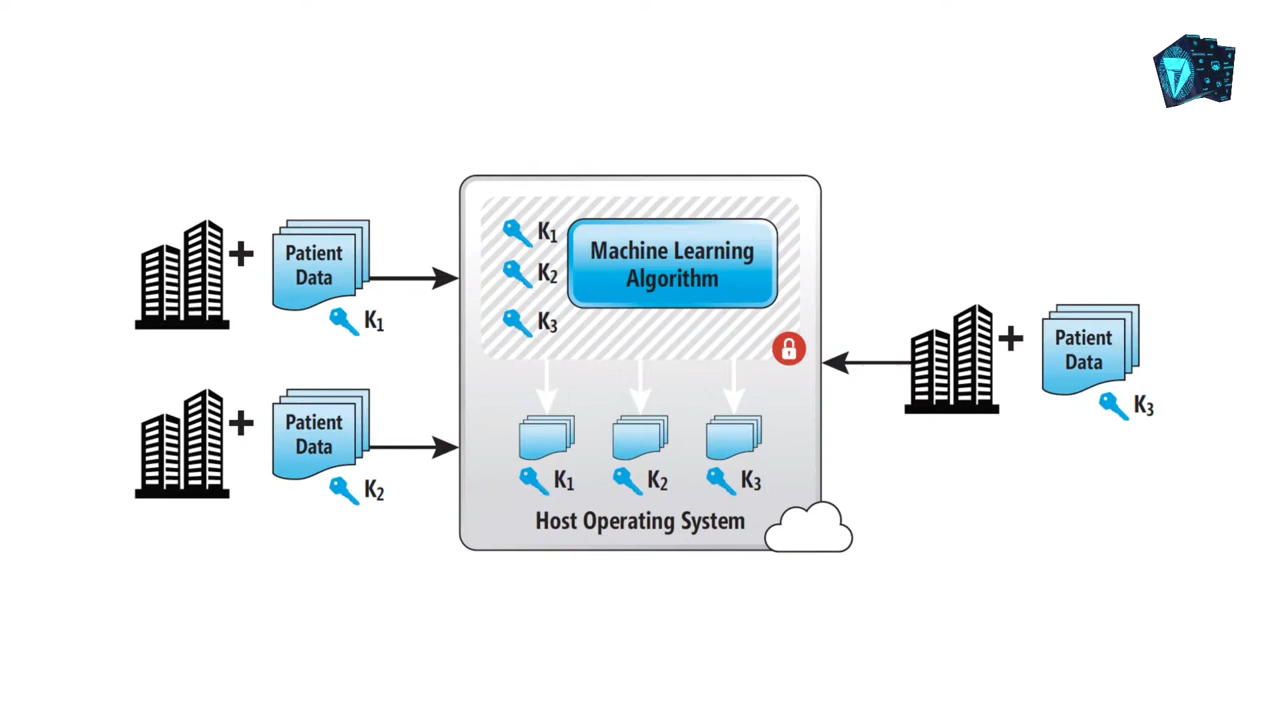 Patient
Data
K1
Patient
Data
K2
K1
K2
K3
Machine Learning
Algorithm
K1
K2
K3
Host Operating System
Patient
Data
K3